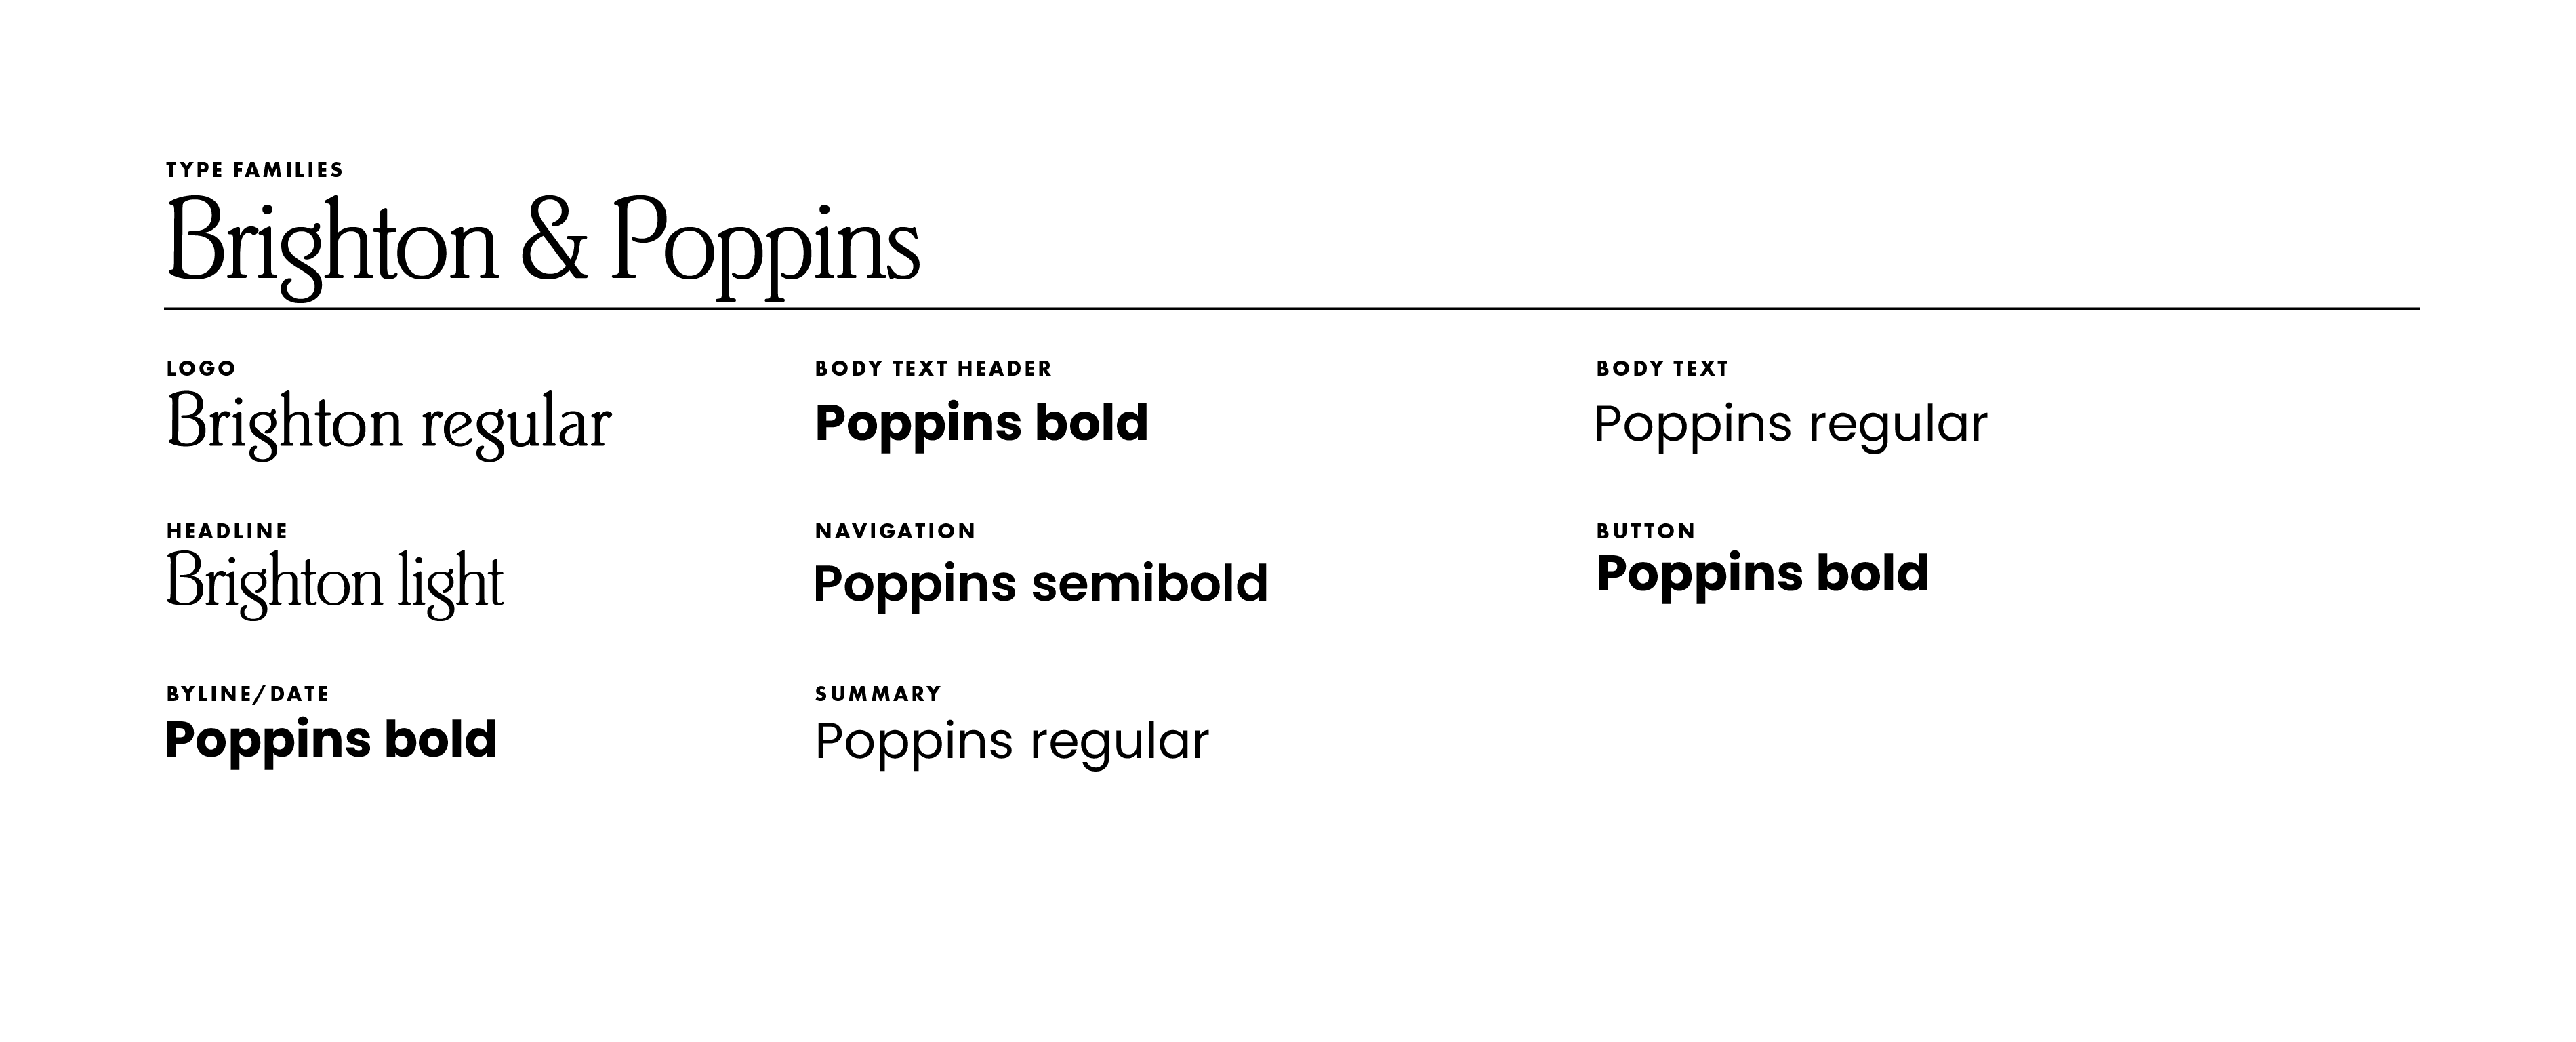 TYPE FAMILIES
Brighton & Poppins
LOGO
Brighton regular
HEADLINE
Brighton light
BYLINE/DATE
Poppins bold
BODY TEXT HEADER
Poppins bold
NAVIGATION
Poppins semibold
SUMMARY
Poppins regular
BODY TEXT
Poppins regular
BUTTON
Poppins bold